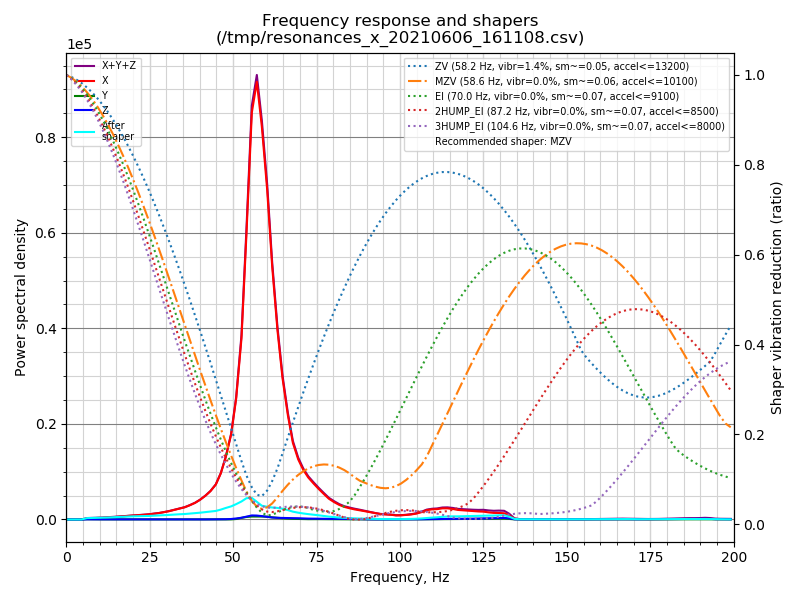 Frequency response and shapers
(/tmp/resonances_x_20210606_161108.csv)
1e5
X+Y+Z
X
Y
Z
After
shaper
ZV (58.2 Hz, vibr=1.4%, sm~=0.05, accel<=13200)
MZV (58.6 Hz, vibr=0.0%, sm~=0.06, accel<=10100)
EI (70.0 Hz, vibr=0.0%, sm~=0.07, accel<=9100)
2HUMP_EI (87.2 Hz, vibr=0.0%, sm~=0.07, accel<=8500)
3HUMP_EI (104.6 Hz, vibr=0.0%, sm~=0.07, accel<=8000)
Recommended shaper: MZV
Power spectral density
0.8
0.6
0.4
0.2
0.0
1.0
0.8
0.6
0.4
0.2
0.0
Shaper vibration reduction (ratio)
0 25 50 75 100 125 150 175 200
Frequency, Hz